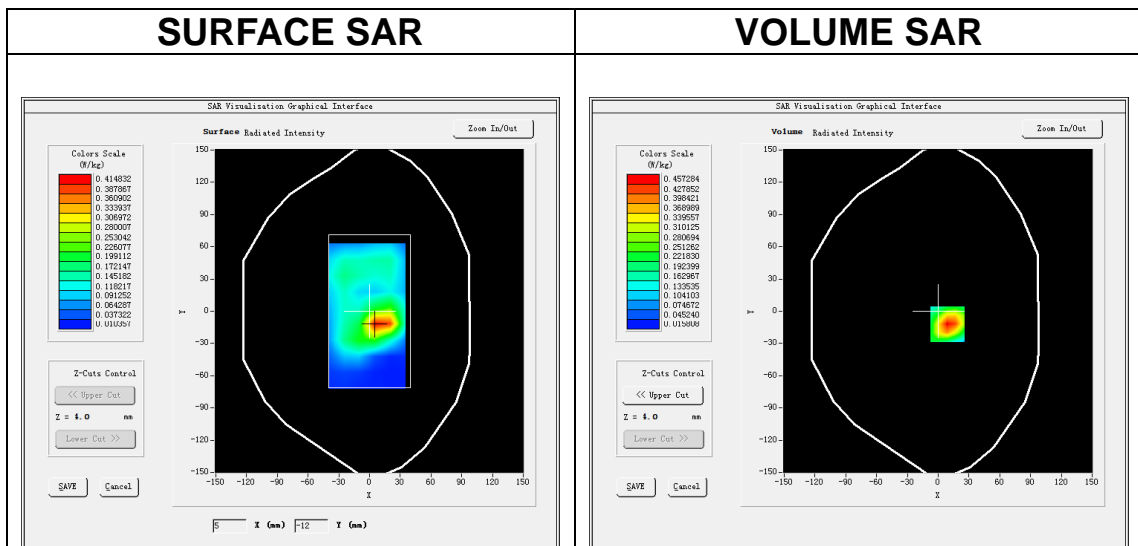 SURFACE SAR
VOLUME SAR
SAR Visualisation Graphical Interface
Surface Radiated Intensity
Zoom In/Out
Colors Scale
(W/kg)
0.414832
0.387867
0.360902
0.333937
0.306972
0.280007
0.253042
0.226077
0.199112
0.172147
0.145182
0.118217
0.091252
0.064287
0.037322
0.010357
Z-Cuts Control
<< Upper Cut
Z = 4.0 mm
Lower Cut >>
SAVE
Cancel
150
120
90
60
30
0
-30
-60
-90
-120
-150
Y
-150 -120 -90 -60 -30 0 30 60 90 120 150
X
5 X (mm) -12 Y (mm)
SAR Visualisation Graphical Interface
Volume Radiated Intensity
Zoom In/Out
Colors Scale
(W/kg)
0.457284
0.427852
0.398421
0.368989
0.339557
0.310125
0.280694
0.251262
0.221830
0.192399
0.162967
0.133535
0.104103
0.074672
0.045240
0.015808
Z-Cuts Control
<< Upper Cut
Z = 4.0 mm
Lower Cut >>
SAVE
Cancel
150
120
90
60
30
0
-30
-60
-90
-120
-150
Y
-150 -120 -90 -60 -30 0 30 60 90 120 150
X